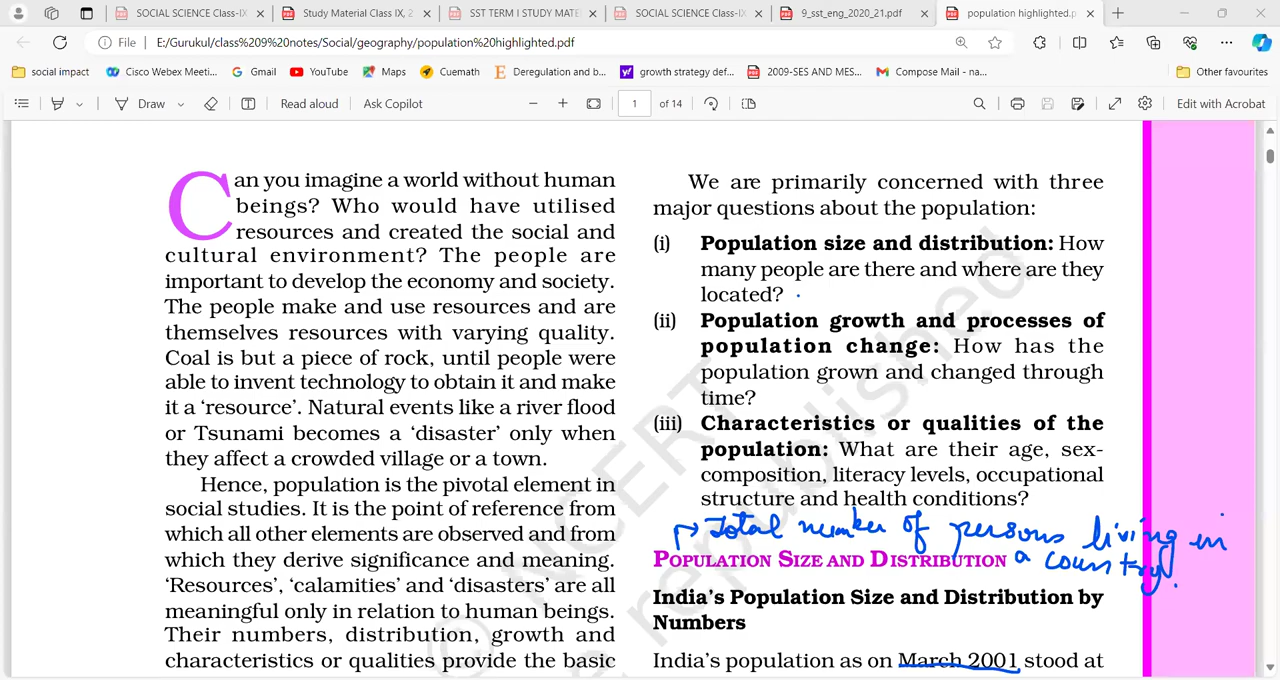 SOCIAL SCIENCE Class-IX
Study Material Class IX, 2
SST TERM I STUDY MATE
SOCIAL SCIENCE Class-IX
9_sst_eng_2020_21.pdf
population highlighted.p
File E:/Gurukul/class%209%20notes/Social/geography/population%20highlighted.pdf
social impact Cisco Webex Meeti... Gmail YouTube Maps Cuemath Deregulation and b... growth strategy def... 2009-SES AND MES... Compose Mail - na... Other favourites
Draw Read aloud Ask Copilot 1 of 14 Edit with Acrobat
Can you imagine a world without human
beings? Who would have utilised
resources and created the social and
cultural environment? The people are
important to develop the economy and society.
The people make and use resources and are
themselves resources with varying quality.
Coal is but a piece of rock, until people were
able to invent technology to obtain it and make
it a ‘resource’. Natural events like a river flood
or Tsunami becomes a ‘disaster’ only when
they affect a crowded village or a town.
Hence, population is the pivotal element in
social studies. It is the point of reference from
which all other elements are observed and from
which they derive significance and meaning.
‘Resources’, ‘calamities’ and ‘disasters’ are all
meaningful only in relation to human beings.
Their numbers, distribution, growth and
characteristics or qualities provide the basic
We are primarily concerned with three
major questions about the population:
(i) Population size and distribution: How
many people are there and where are they
located?
(ii) Population growth and processes of
population change: How has the
population grown and changed through
time?
(iii) Characteristics or qualities of the
population: What are their age, sex-
composition, literacy levels, occupational
structure and health conditions?
Total number of persons living in
a country.
POPULATION SIZE AND DISTRIBUTION
India’s Population Size and Distribution by
Numbers
India’s population as on March 2001 stood at
© NCERT
republished